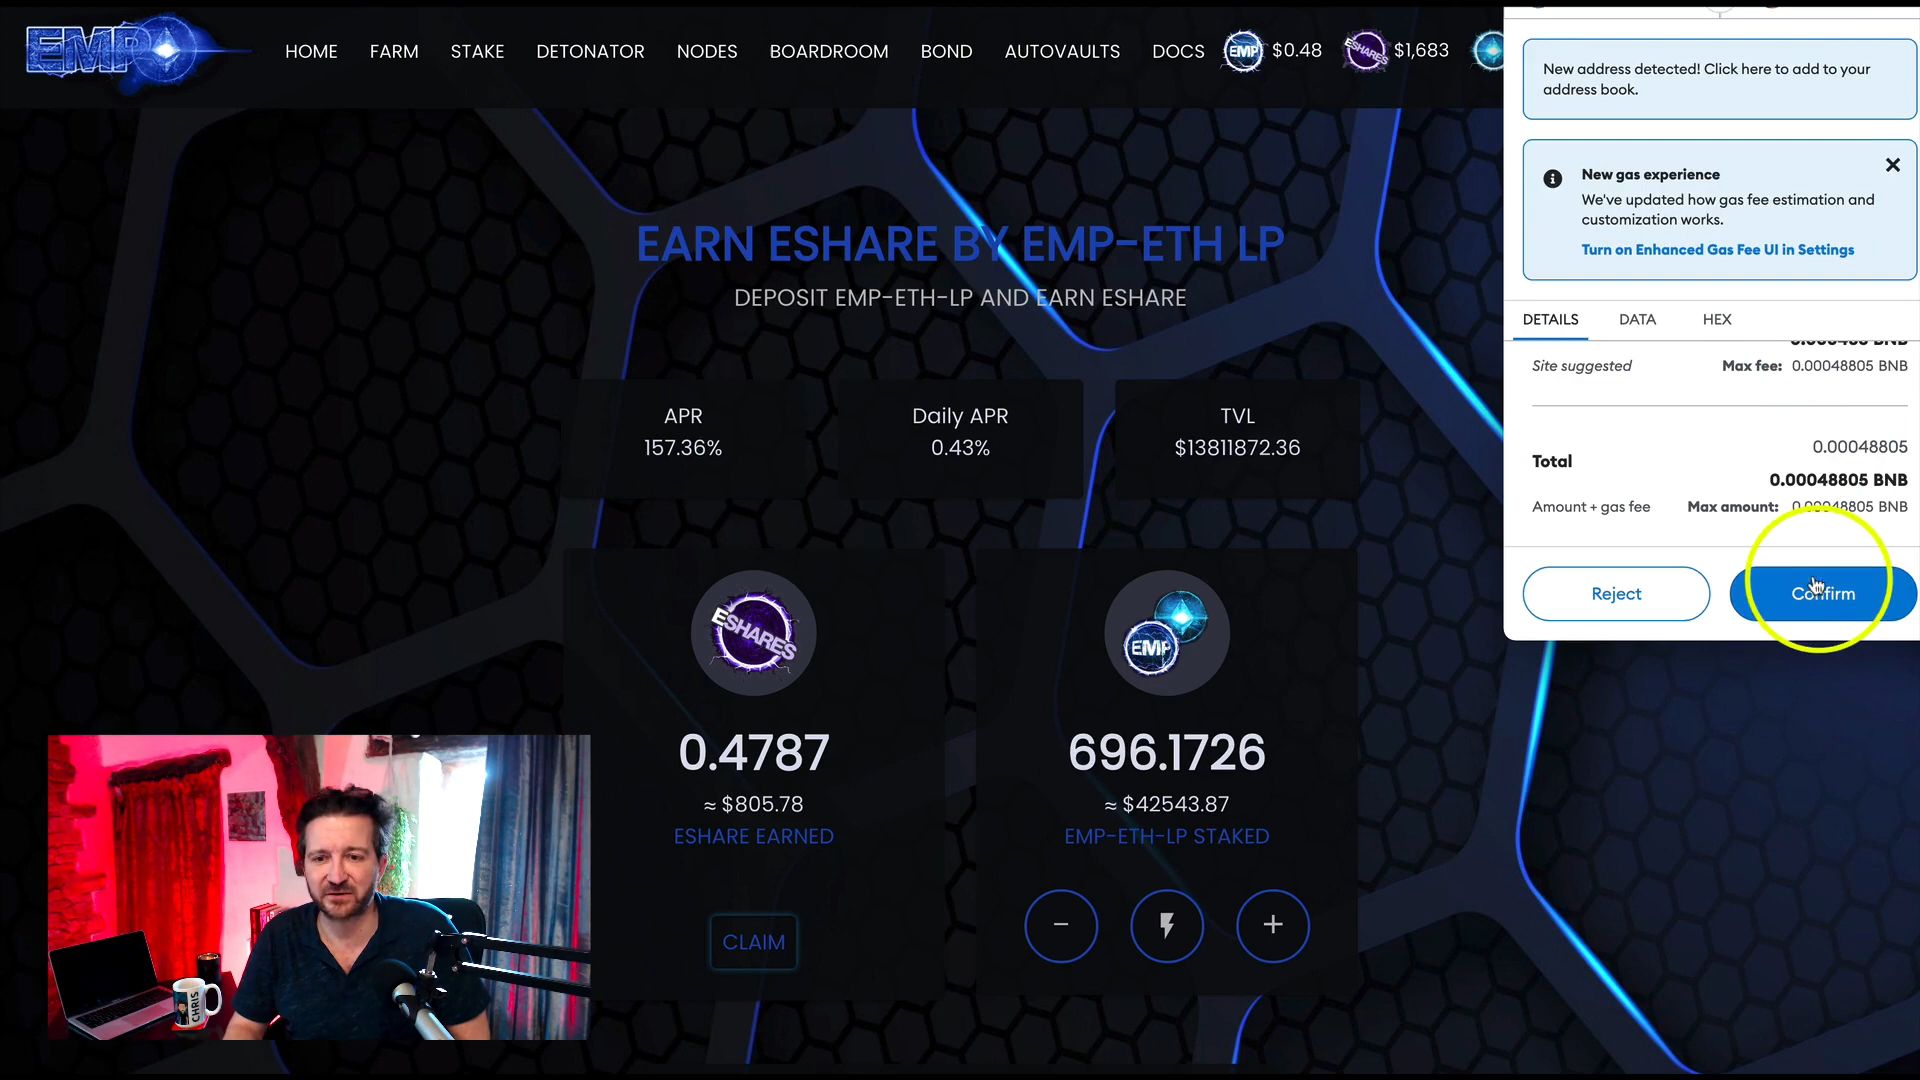 EMP
HOME
FARM
STAKE
DETONATOR
NODES
BOARDROOM
BOND
AUTOVAULTS
DOCS
EMP
$0.48
ESHARES
$1,683
New address detected! Click here to add to your
address book.
New gas experience
We've updated how gas fee estimation and
customization works.
Turn on Enhanced Gas Fee UI in Settings
DETAILS
DATA
HEX
Site suggested
Max fee: 0.00048805 BNB
0.00048805
Total
0.00048805 BNB
Amount + gas fee
Max amount: 0.00048805 BNB
Reject
Confirm
EARN ESHARE BY EMP-ETH LP
DEPOSIT EMP-ETH-LP AND EARN ESHARE
APR
157.36%
Daily APR
0.43%
TVL
$13811872.36
ESHARES
0.4787
≈ $805.78
ESHARE EARNED
CLAIM
EMP
696.1726
≈ $42543.87
EMP-ETH-LP STAKED
CHRIS